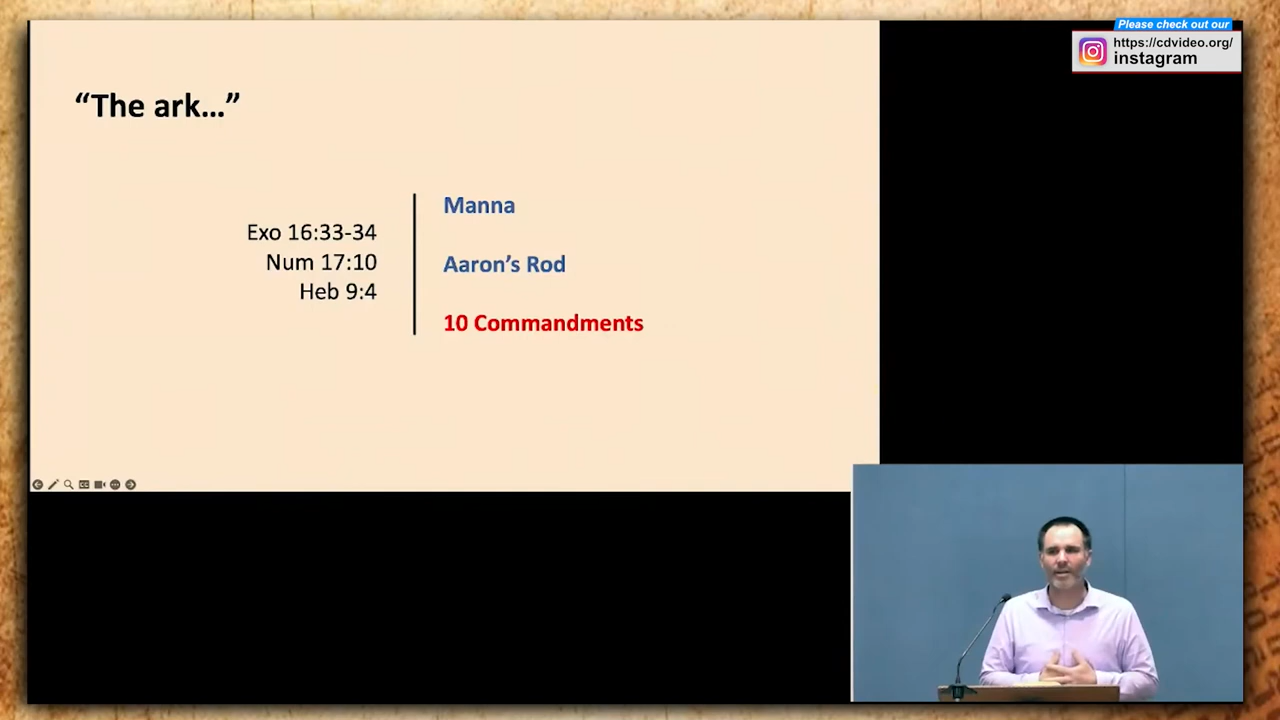 Please check out our
https://cdvideo.org/
instagram
“The ark…”
Exo 16:33-34
Num 17:10
Heb 9:4
Manna
Aaron’s Rod
10 Commandments